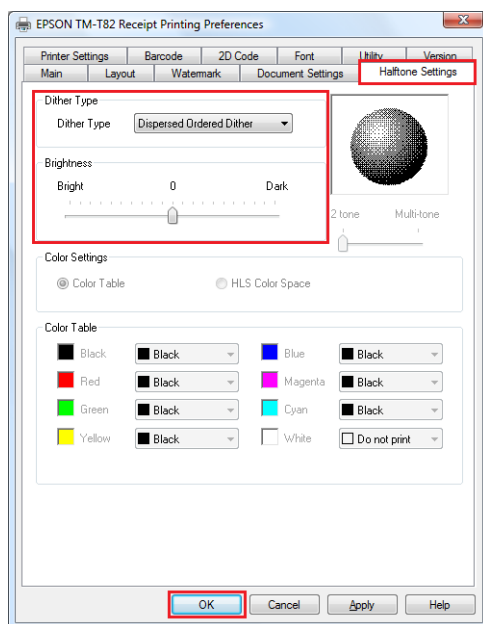 EPSON TM-T82 Receipt Printing Preferences
Printer Settings Barcode 2D Code Font Utility Version
Main Layout Watermark Document Settings Halftone Settings
Dither Type
Dither Type Dispersed Ordered Dither
Brightness
Bright 0 Dark
2 tone Multi-tone
Color Settings
Color Table HLS Color Space
Color Table
Black Black Blue Black
Red Black Magenta Black
Green Black Cyan Black
Yellow Black White Do not print
OK Cancel Apply Help